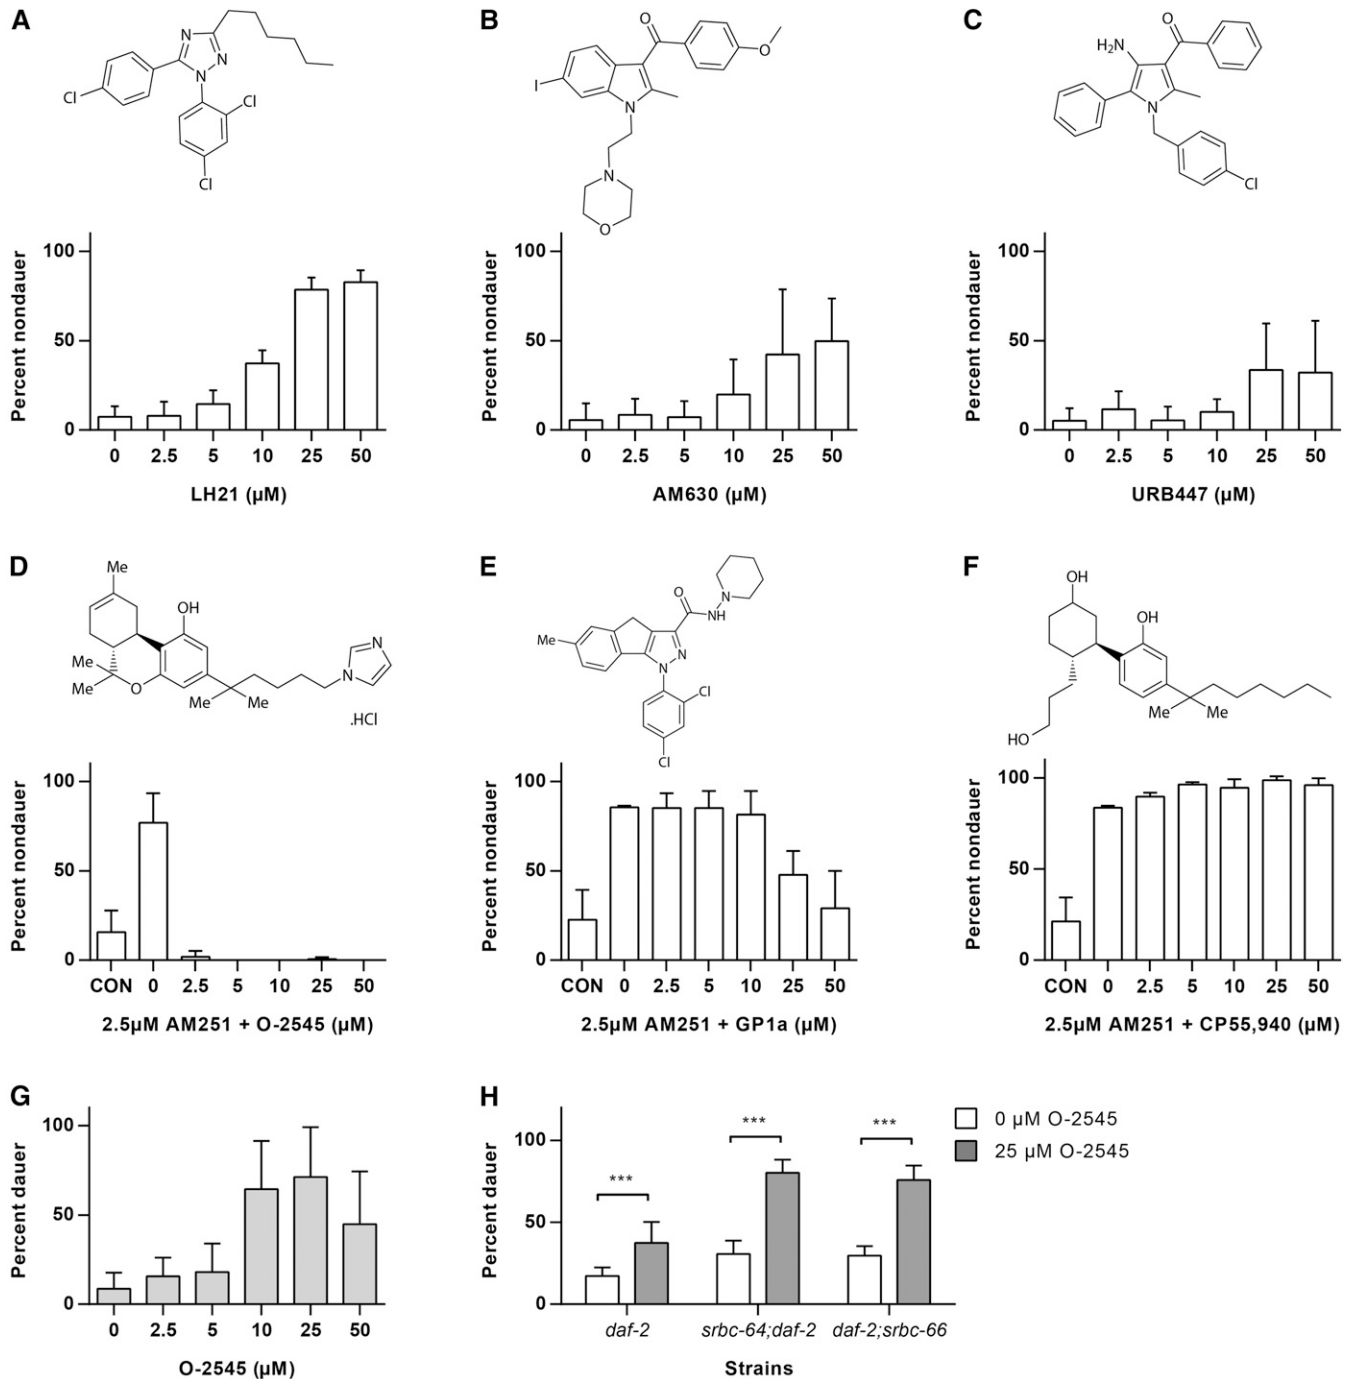 A
N
N
N
Cl
Cl
Cl
Percent nondauer
100
50
0
0 2.5 5 10 25 50
LH21 (µM)
B
O
O
I
N
N
O
Percent nondauer
100
50
0
0 2.5 5 10 25 50
AM630 (µM)
C
O
H₂N
N
Cl
Percent nondauer
100
50
0
0 2.5 5 10 25 50
URB447 (µM)
D
Me
OH
N
N
Me
Me
O
Me Me
.HCl
Percent nondauer
100
50
0
CON 0 2.5 5 10 25 50
2.5µM AM251 + O-2545 (µM)
E
O
N
NH
Me
N
N
Cl
Cl
Percent nondauer
100
50
0
CON 0 2.5 5 10 25 50
2.5µM AM251 + GP1a (µM)
F
OH
OH
Me Me
HO
Percent nondauer
100
50
0
CON 0 2.5 5 10 25 50
2.5µM AM251 + CP55,940 (µM)
G
Percent dauer
100
50
0
0 2.5 5 10 25 50
O-2545 (µM)
H
Percent dauer
100
50
0
***
***
***
0 µM O-2545
25 µM O-2545
daf-2 srbc-64;daf-2 daf-2;srbc-66
Strains